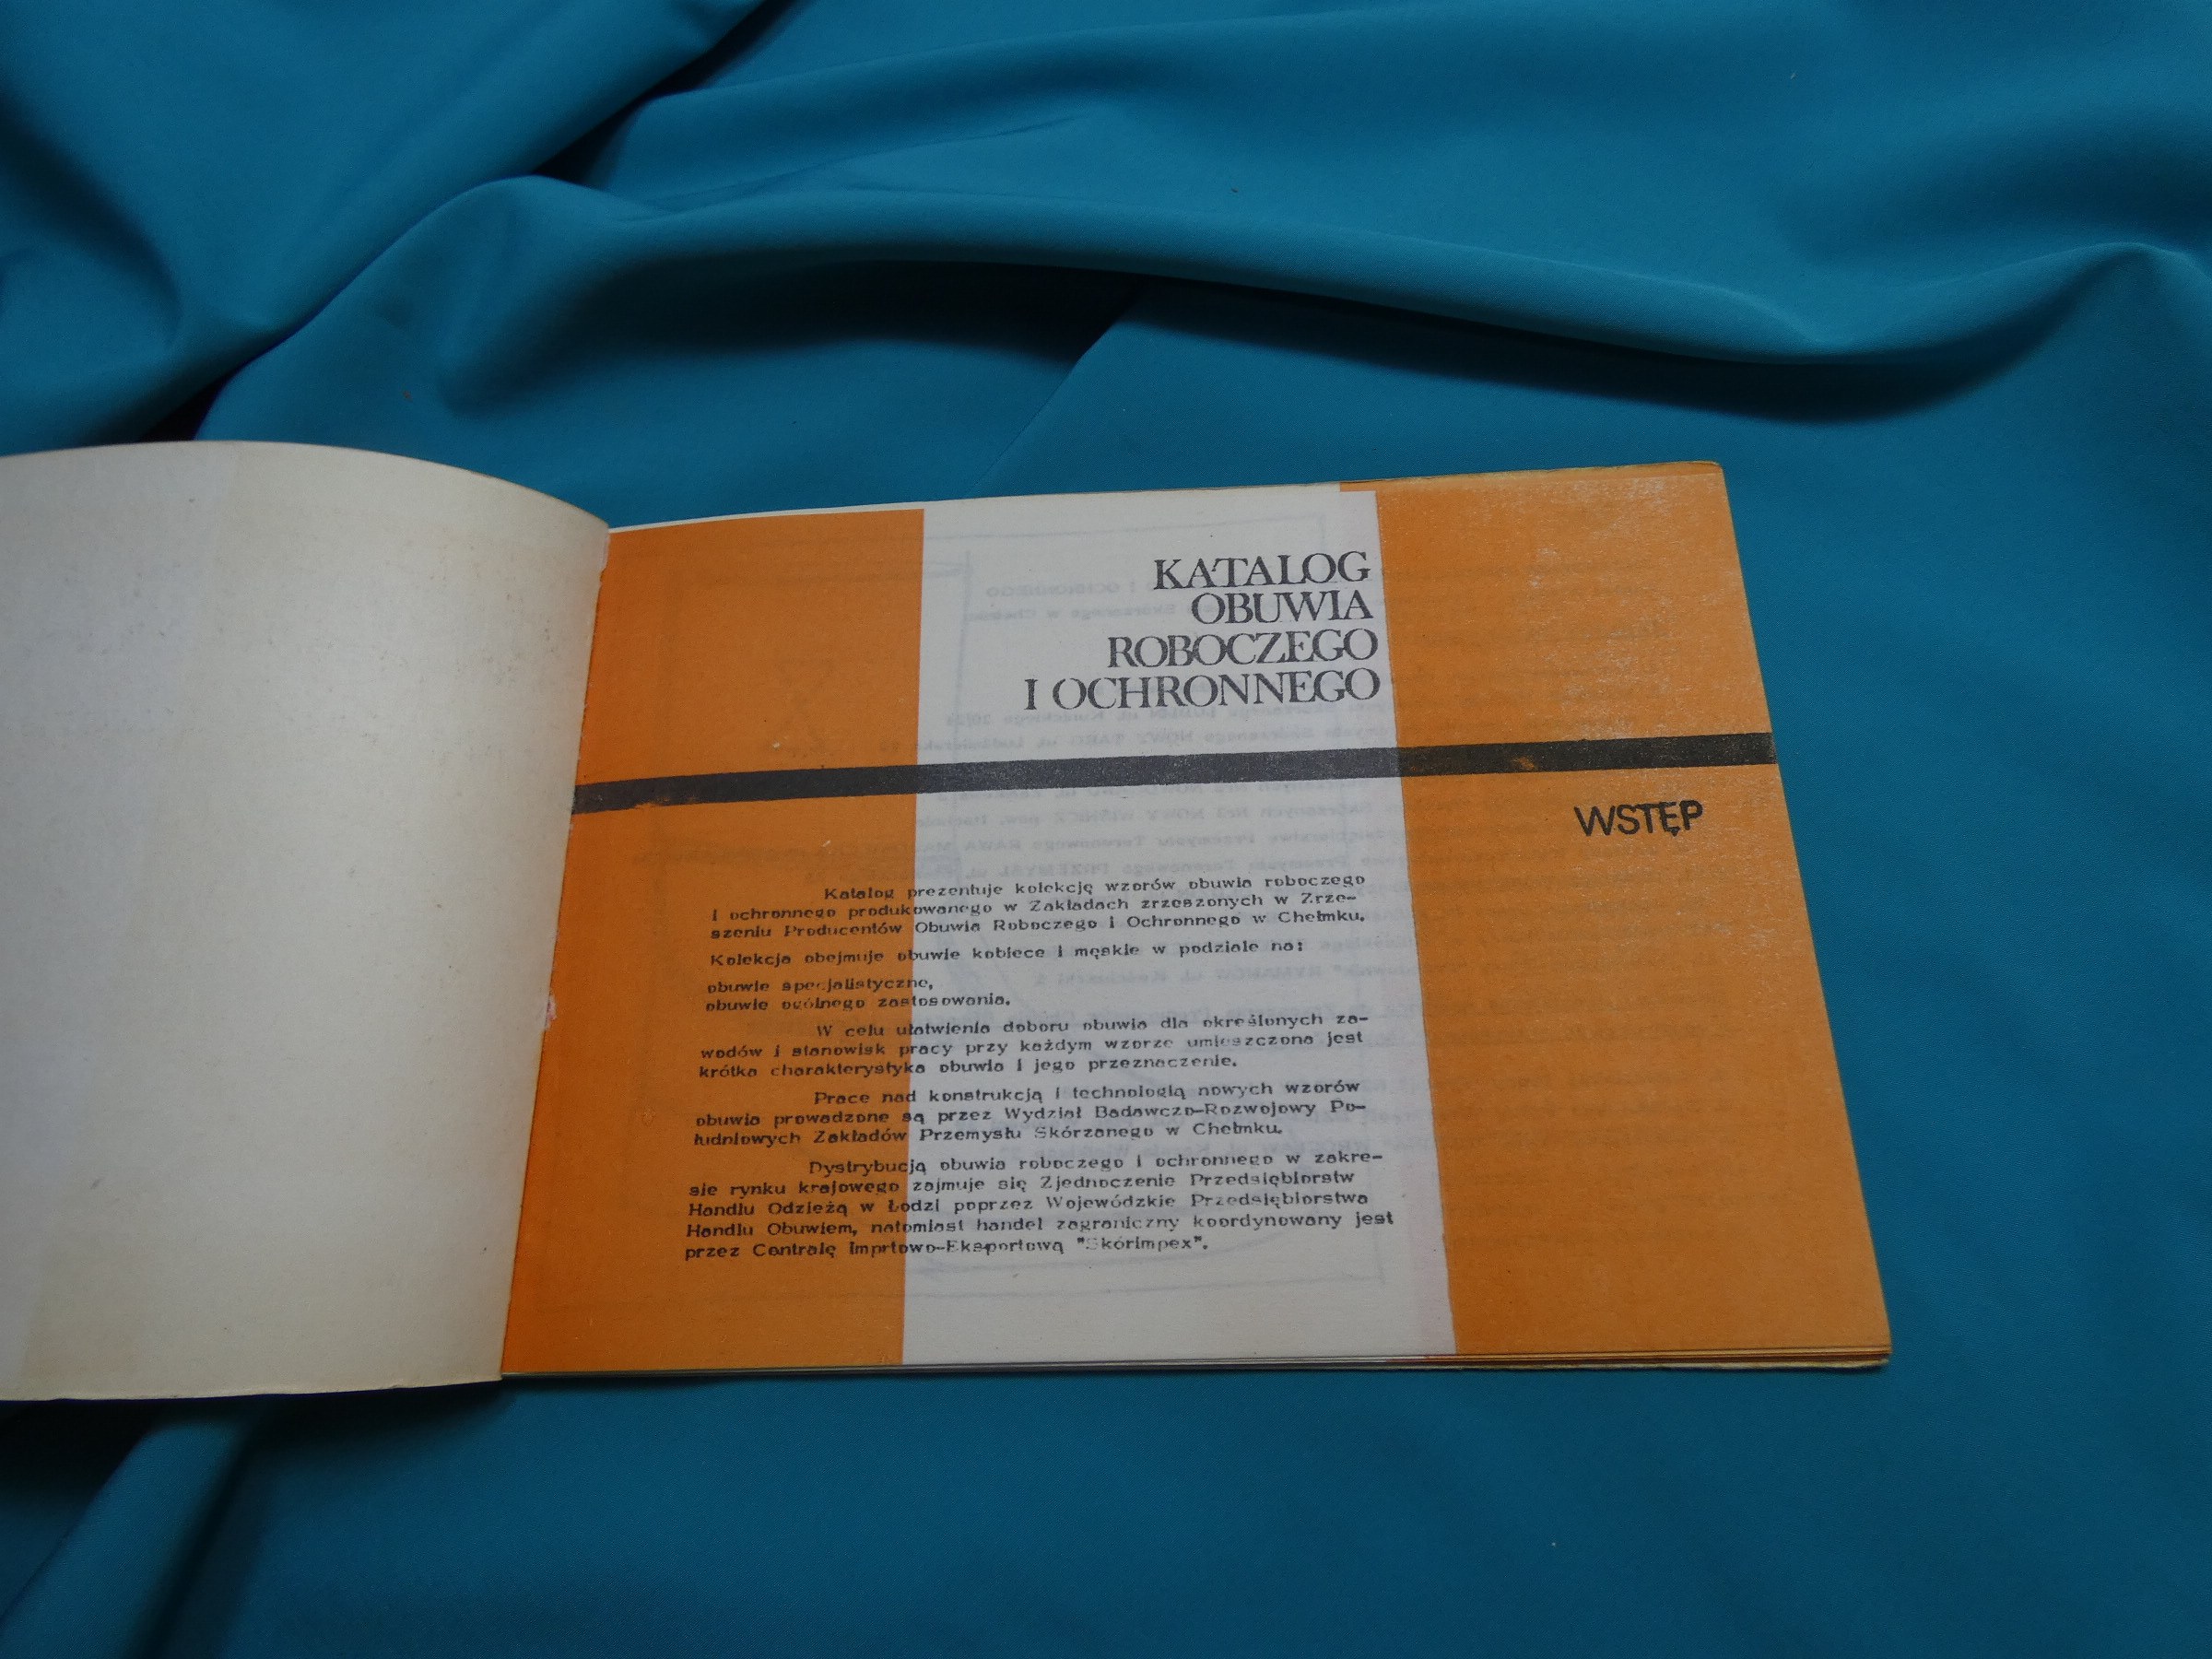 KATALOG
OBUWIA
ROBOCZEGO
I OCHRONNEGO
WSTĘP
Katalog prezentuje kolekcję wzorów obuwia roboczego
i ochronnego produkowanego w Zakładach zrzeszonych w Zrze-
szeniu Producentów Obuwia Roboczego i Ochronnego w Chełmku.
Kolekcja obejmuje obuwie kobiece i męskie w podziale na:
obuwie specjalistyczne,
obuwie ogólnego zastosowania.
W celu ułatwienia doboru obuwia dla określonych za-
wodów i stanowisk pracy przy każdym wzorze umieszczona jest
krótka charakterystyka obuwia i jego przeznaczenie.
Prace nad konstrukcją i technologią nowych wzorów
obuwia prowadzone są przez Wydział Badawczo-Rozwojowy Po-
łudniowych Zakładów Przemysłu Skórzanego w Chełmku.
Dystrybucją obuwia roboczego i ochronnego w zakre-
sie rynku krajowego zajmuje się Zjednoczenie Przedsiębiorstw
Handlu Odzieżą w Łodzi poprzez Wojewódzkie Przedsiębiorstwa
Handlu Obuwiem, natomiast handel zagraniczny koordynowany jest
przez Centralę Imprtowo-Eksportową "Skórimpex".